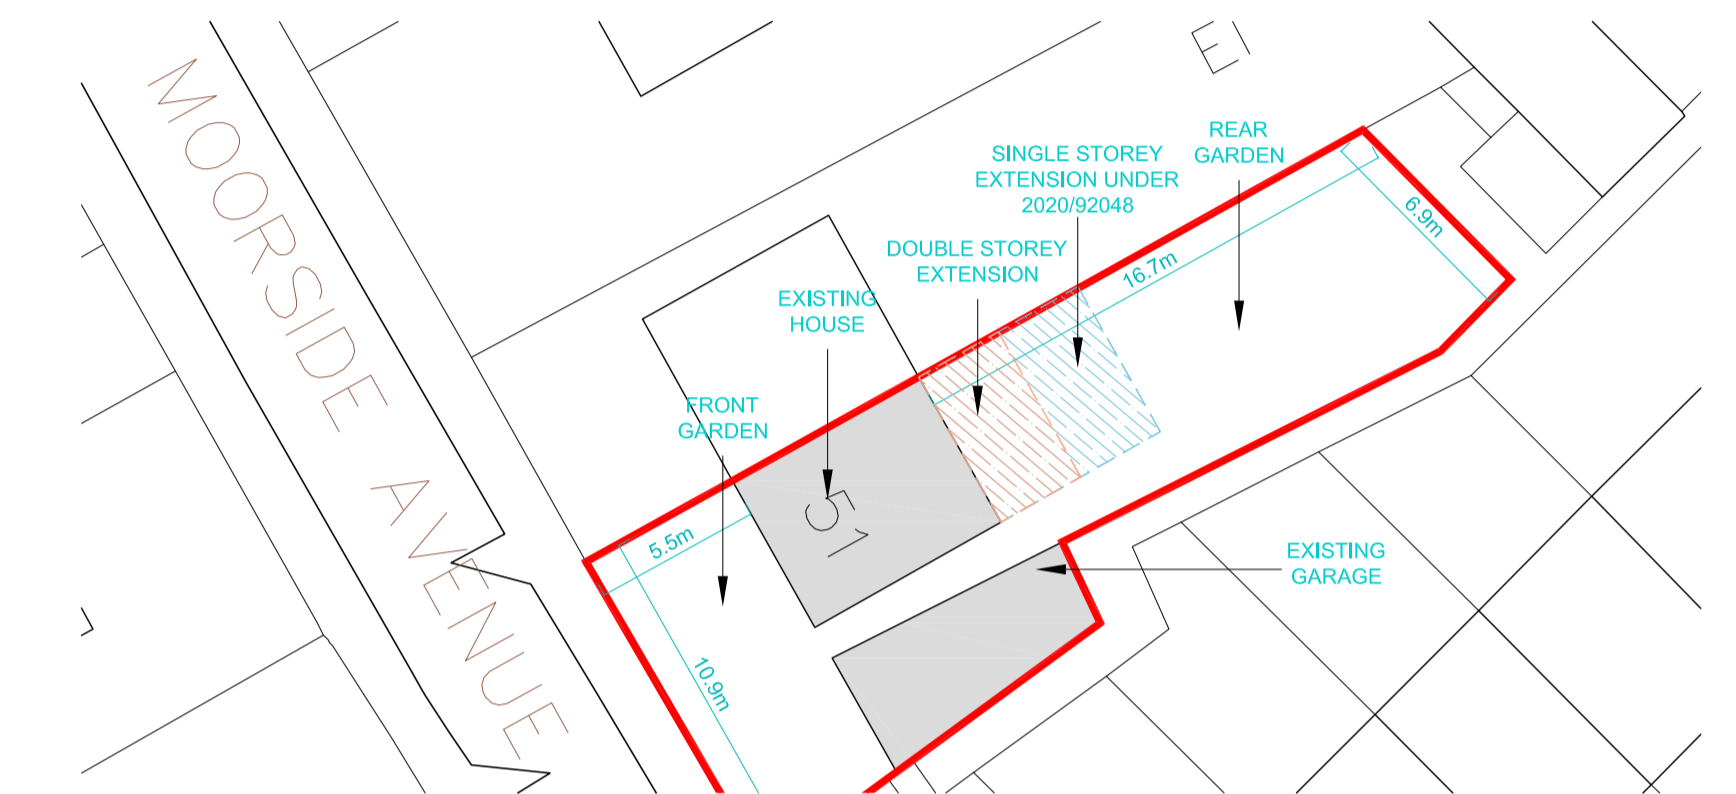 MOORSIDE AVENUE
REAR
GARDEN
SINGLE STOREY
EXTENSION UNDER
2020/92048
DOUBLE STOREY
EXTENSION
EXISTING
HOUSE
FRONT
GARDEN
16.7m
6.9m
5.5m
10.9m
15
EXISTING
GARAGE